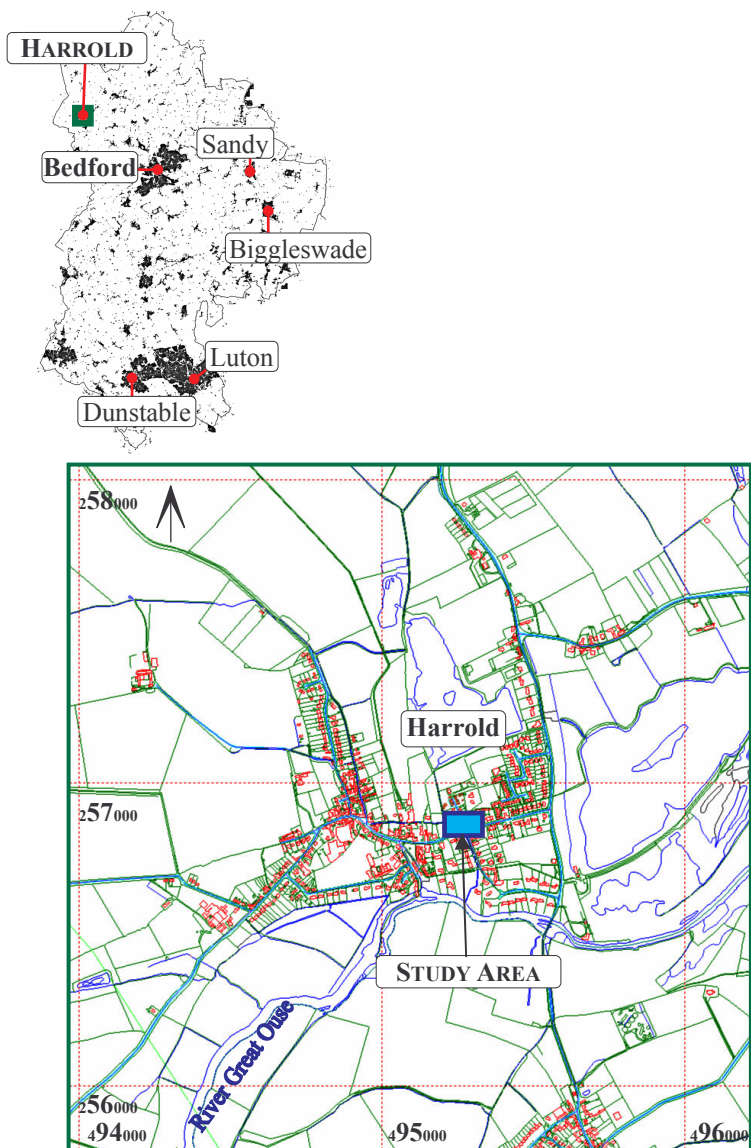 HARROLD
Sandy
Bedford
Biggleswade
Luton
Dunstable
258000
Harrold
257000
STUDY AREA
River Great Ouse
256000
494000
495000
496000